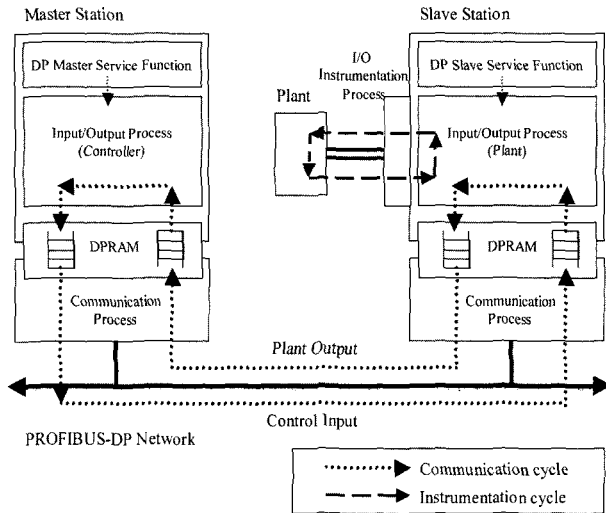 Master Station
Slave Station
DP Master Service Function
Input/Output Process
(Controller)
DPRAM
Communication
Process
I/O
Instrumentation
Process
Plant
DP Slave Service Function
Input/Output Process
(Plant)
DPRAM
Communication
Process
Plant Output
Control Input
PROFIBUS-DP Network
Communication cycle
Instrumentation cycle